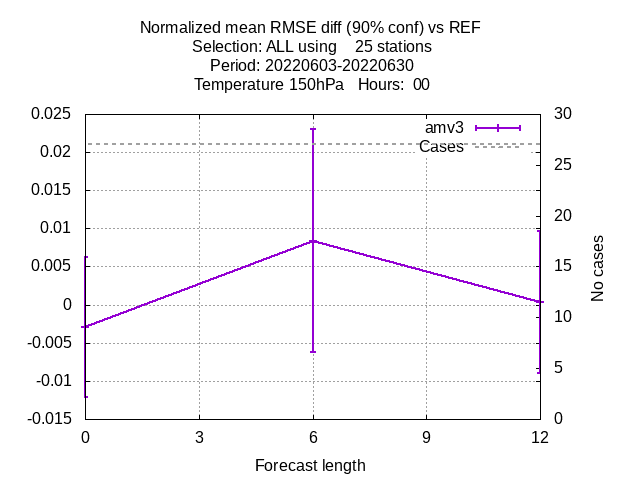 Normalized mean RMSE diff (90% conf) vs REF
Selection: ALL using    25 stations
Period: 20220603-20220630
Temperature 150hPa   Hours:  00
0.025
0.02
0.015
0.01
0.005
0
-0.005
-0.01
-0.015
30
25
20
15
10
5
0
amv3
Cases
No cases
0 3 6 9 12
Forecast length